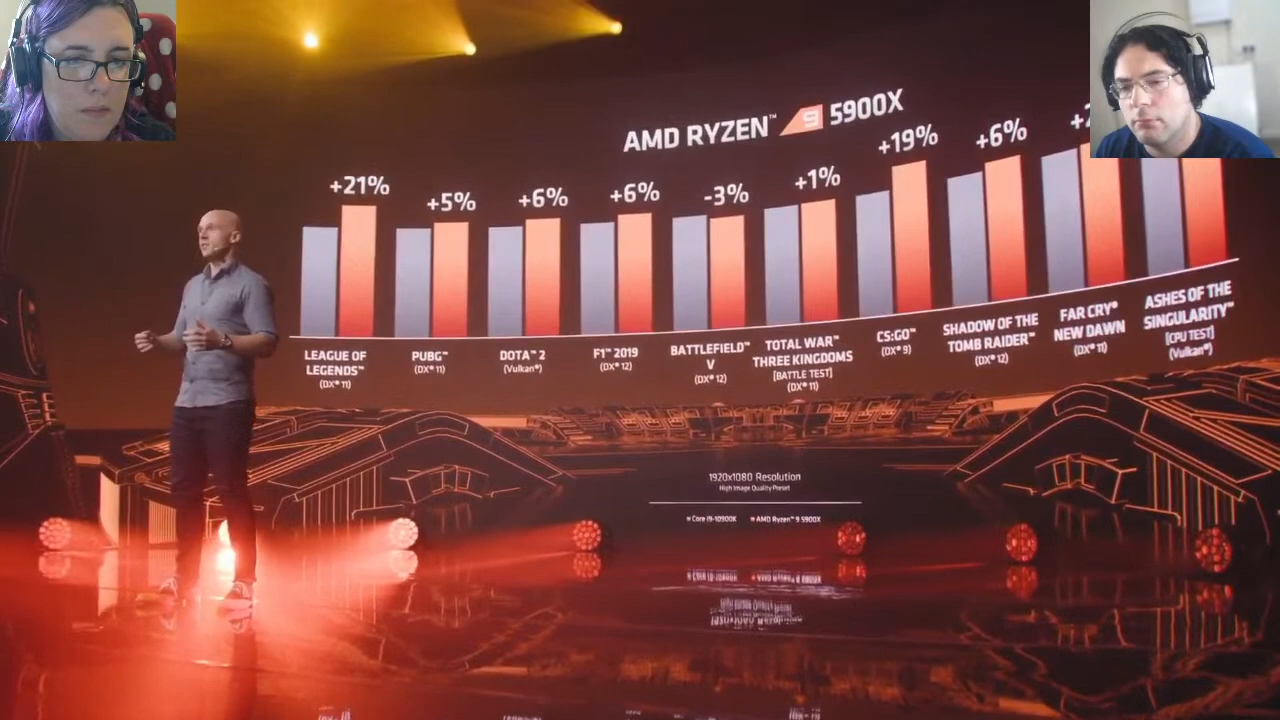 AMD RYZEN™ 9 5900X
+21%
+5%
+6%
+6%
-3%
+1%
+19%
+6%
LEAGUE OF
LEGENDS™
(DX® 11)
PUBG™
(DX® 11)
DOTA™ 2
(Vulkan®)
F1™ 2019
(DX® 12)
BATTLEFIELD™
V
(DX® 12)
TOTAL WAR™
THREE KINGDOMS
[BATTLE TEST]
(DX® 11)
CS:GO™
(DX® 9)
SHADOW OF THE
TOMB RAIDER™
(DX® 12)
FAR CRY®
NEW DAWN
(DX® 11)
ASHES OF THE
SINGULARITY™
[CPU TEST]
(Vulkan®)
1920x1080 Resolution
High Image Quality Preset
Core i9-10900K AMD Ryzen™ 9 5900X